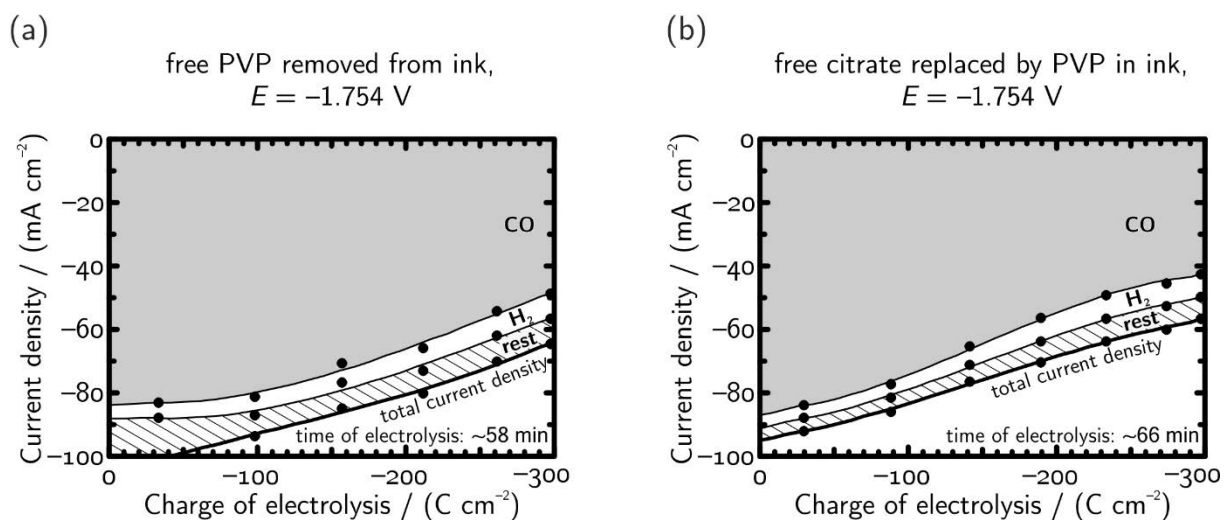 (a)
free PVP removed from ink,
E = −1.754 V
0
−20
−40
−60
−80
−100
Current density / (mA cm⁻²)
CO
H₂
rest
total current density
time of electrolysis: ~58 min
0
−100
−200
−300
Charge of electrolysis / (C cm⁻²)
(b)
free citrate replaced by PVP in ink,
E = −1.754 V
0
−20
−40
−60
−80
−100
Current density / (mA cm⁻²)
CO
H₂
rest
total current density
time of electrolysis: ~66 min
0
−100
−200
−300
Charge of electrolysis / (C cm⁻²)